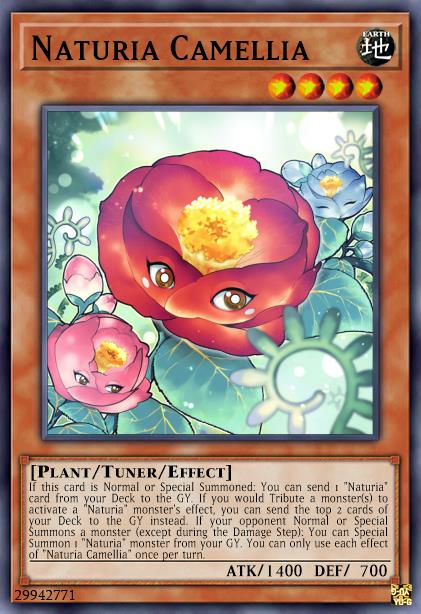 NATURIA CAMELLIA
EARTH
地
[PLANT/TUNER/EFFECT]
If this card is Normal or Special Summoned: You can send 1 "Naturia"
card from your Deck to the GY. If you would Tribute a monster(s) to
activate a "Naturia" monster's effect, you can send the top 2 cards of
your Deck to the GY instead. If your opponent Normal or Special
Summons a monster (except during the Damage Step): You can Special
Summon 1 "Naturia" monster from your GY. You can only use each effect
of "Naturia Camellia" once per turn.
ATK/1400 DEF/ 700
29942771